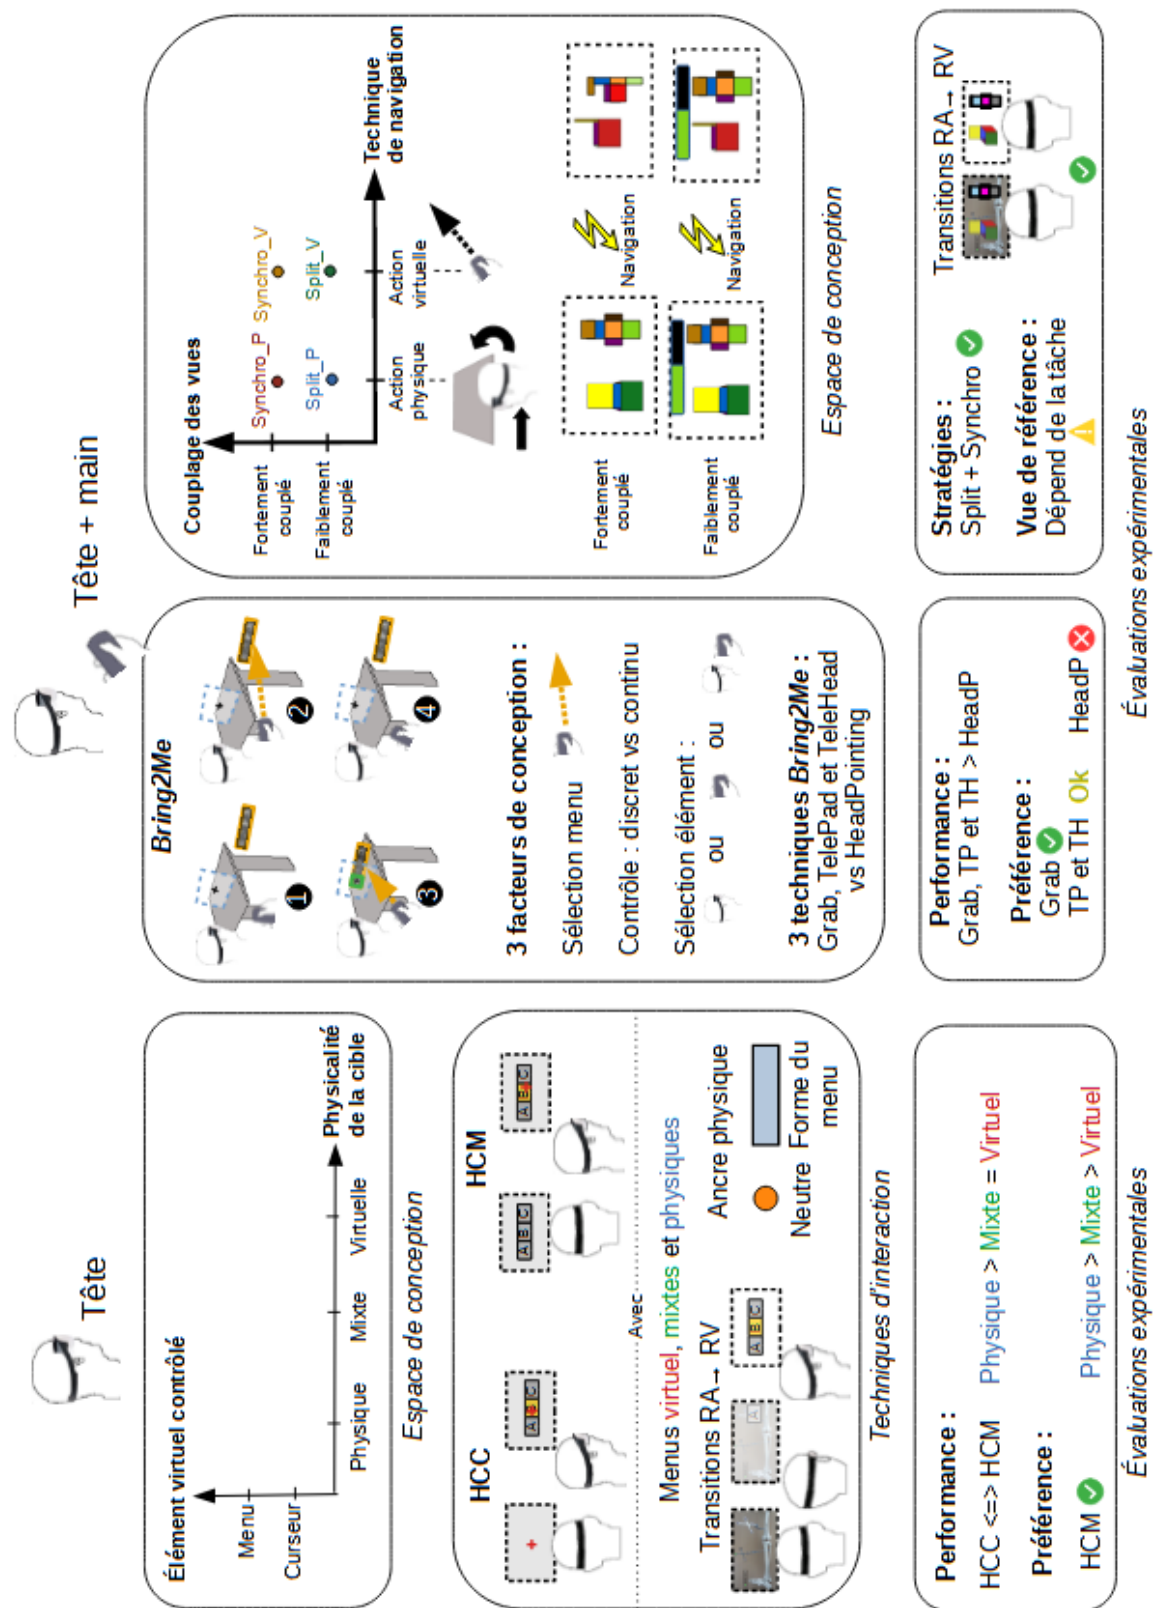 Tête
Élément virtuel contrôlé
Menu
Curseur
Physique
Mixte
Virtuelle
Physicalité
de la cible
Espace de conception
HCC
HCM
A B C
A B C
A B C
Avec
Menus virtuel, mixtes et physiques
Transitions RA→ RV
A
A B C
Ancre physique
Neutre
Forme du
menu
Techniques d'interaction
Performance :
HCC <=> HCM
Physique > Mixte = Virtuel
Préférence :
HCM
Physique > Mixte > Virtuel
Évaluations expérimentales
Tête + main
Bring2Me
1
2
3
4
3 facteurs de conception :
Sélection menu
Contrôle : discret vs continu
Sélection élément :
ou
ou
3 techniques Bring2Me :
Grab, TelePad et TeleHead
vs HeadPointing
Performance :
Grab, TP et TH > HeadP
Préférence :
Grab
TP et TH Ok
HeadP
Couplage des vues
Fortement
couplé
Faiblement
couplé
Synchro_P
Synchro_V
Split_P
Split_V
Technique
de navigation
Action
physique
Action
virtuelle
Fortement
couplé
Navigation
Faiblement
couplé
Navigation
Espace de conception
Stratégies :
Split + Synchro
Vue de référence :
Dépend de la tâche
Transitions RA→ RV
Évaluations expérimentales